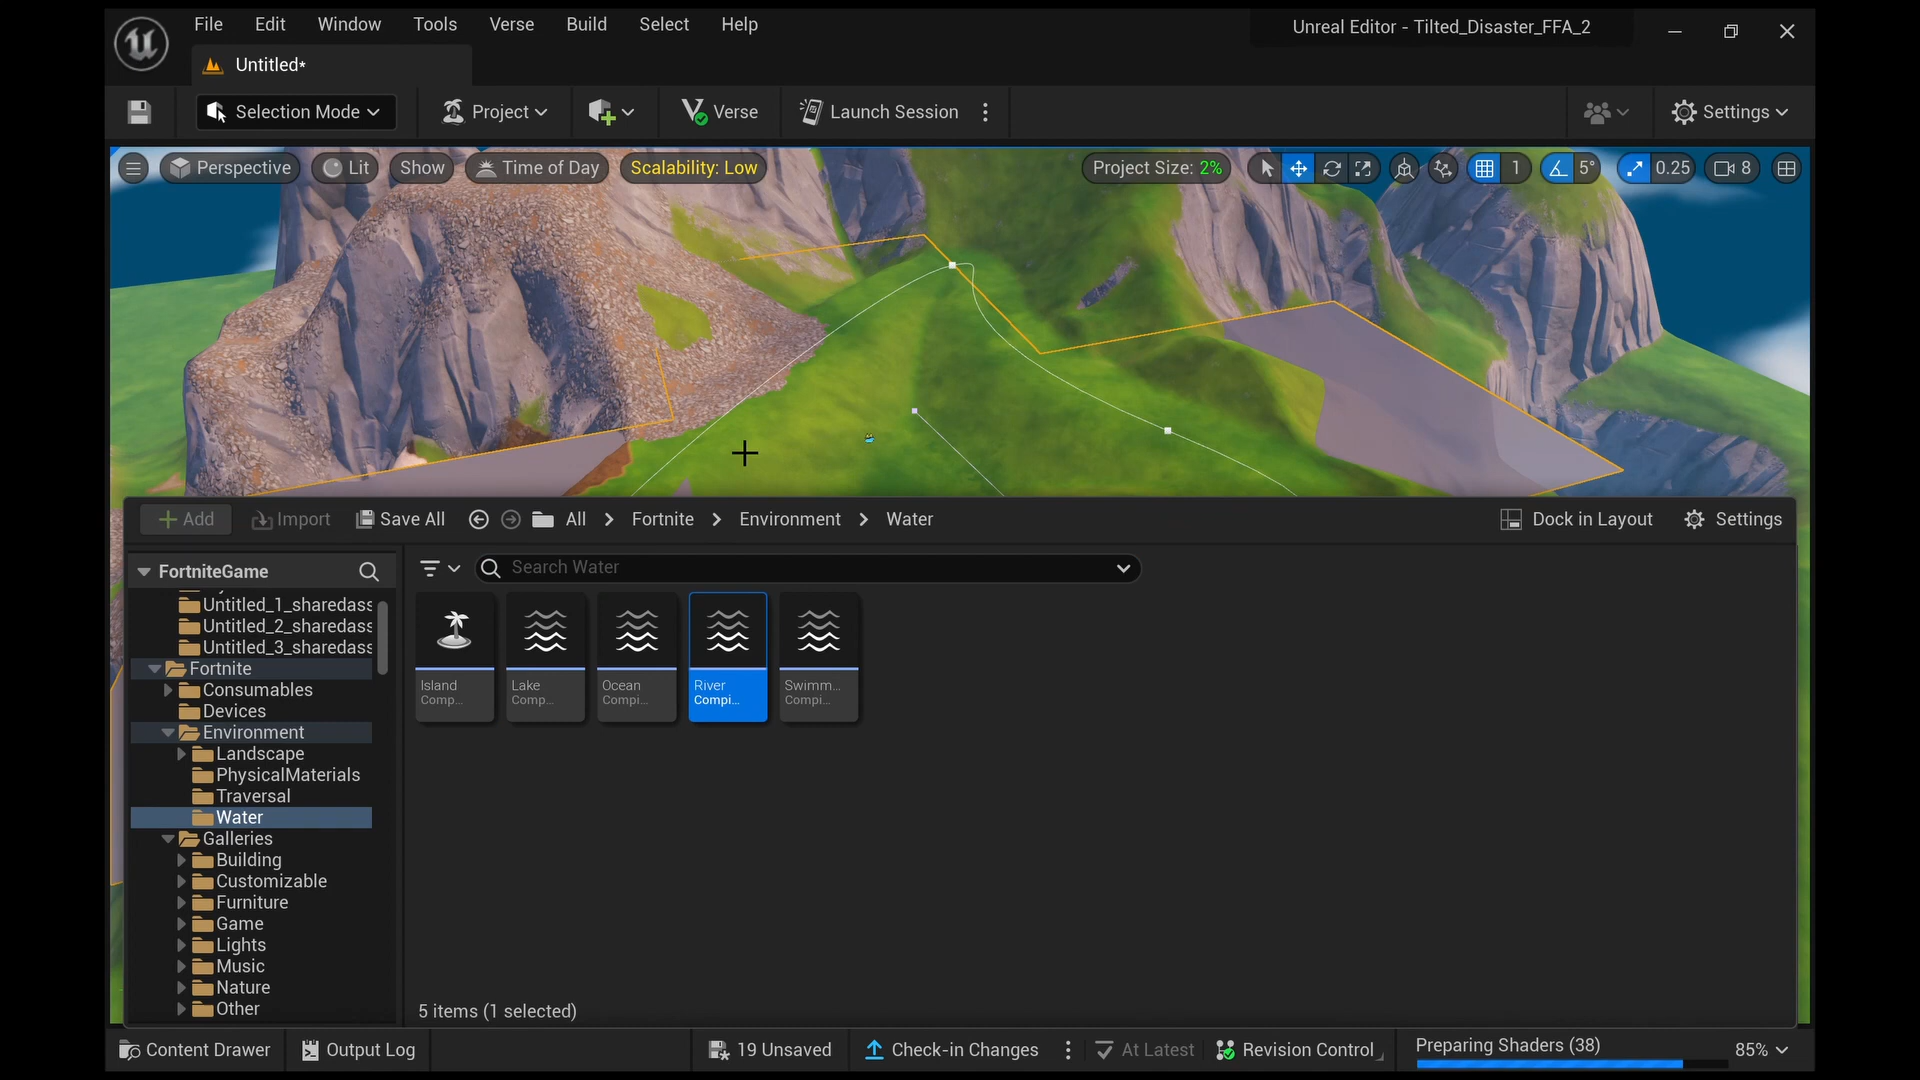 File Edit Window Tools Verse Build Select Help
Unreal Editor - Tilted_Disaster_FFA_2
Untitled*
Selection Mode Project Verse Launch Session Settings
Perspective Lit Show Time of Day Scalability: Low Project Size: 2% 1 5° 0.25 8
Add Import Save All All Fortnite Environment Water Dock in Layout Settings
FortniteGame
Search Water
Untitled_1_sharedass
Untitled_2_sharedass
Untitled_3_sharedass
Fortnite
Consumables
Devices
Environment
Landscape
PhysicalMaterials
Traversal
Water
Galleries
Building
Customizable
Furniture
Game
Lights
Music
Nature
Other
Island
Comp...
Lake
Comp...
Ocean
Compi...
River
Compi...
Swimm...
Compi...
5 items (1 selected)
Content Drawer Output Log 19 Unsaved Check-in Changes At Latest Revision Control Preparing Shaders (38) 85%